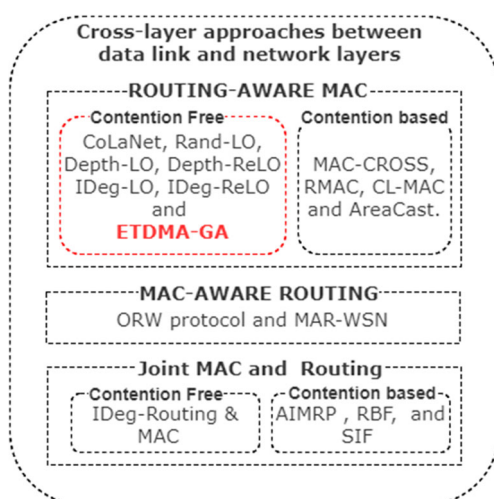 Cross-layer approaches between
data link and network layers
ROUTING-AWARE MAC
Contention Free
CoLaNet, Rand-LO,
Depth-LO, Depth-ReLO
IDeg-LO, IDeg-ReLO
and
ETDMA-GA
Contention based
MAC-CROSS,
RMAC, CL-MAC
and AreaCast.
MAC-AWARE ROUTING
ORW protocol and MAR-WSN
Joint MAC and Routing
Contention Free
IDeg-Routing &
MAC
Contention based
AIMRP , RBF, and
SIF